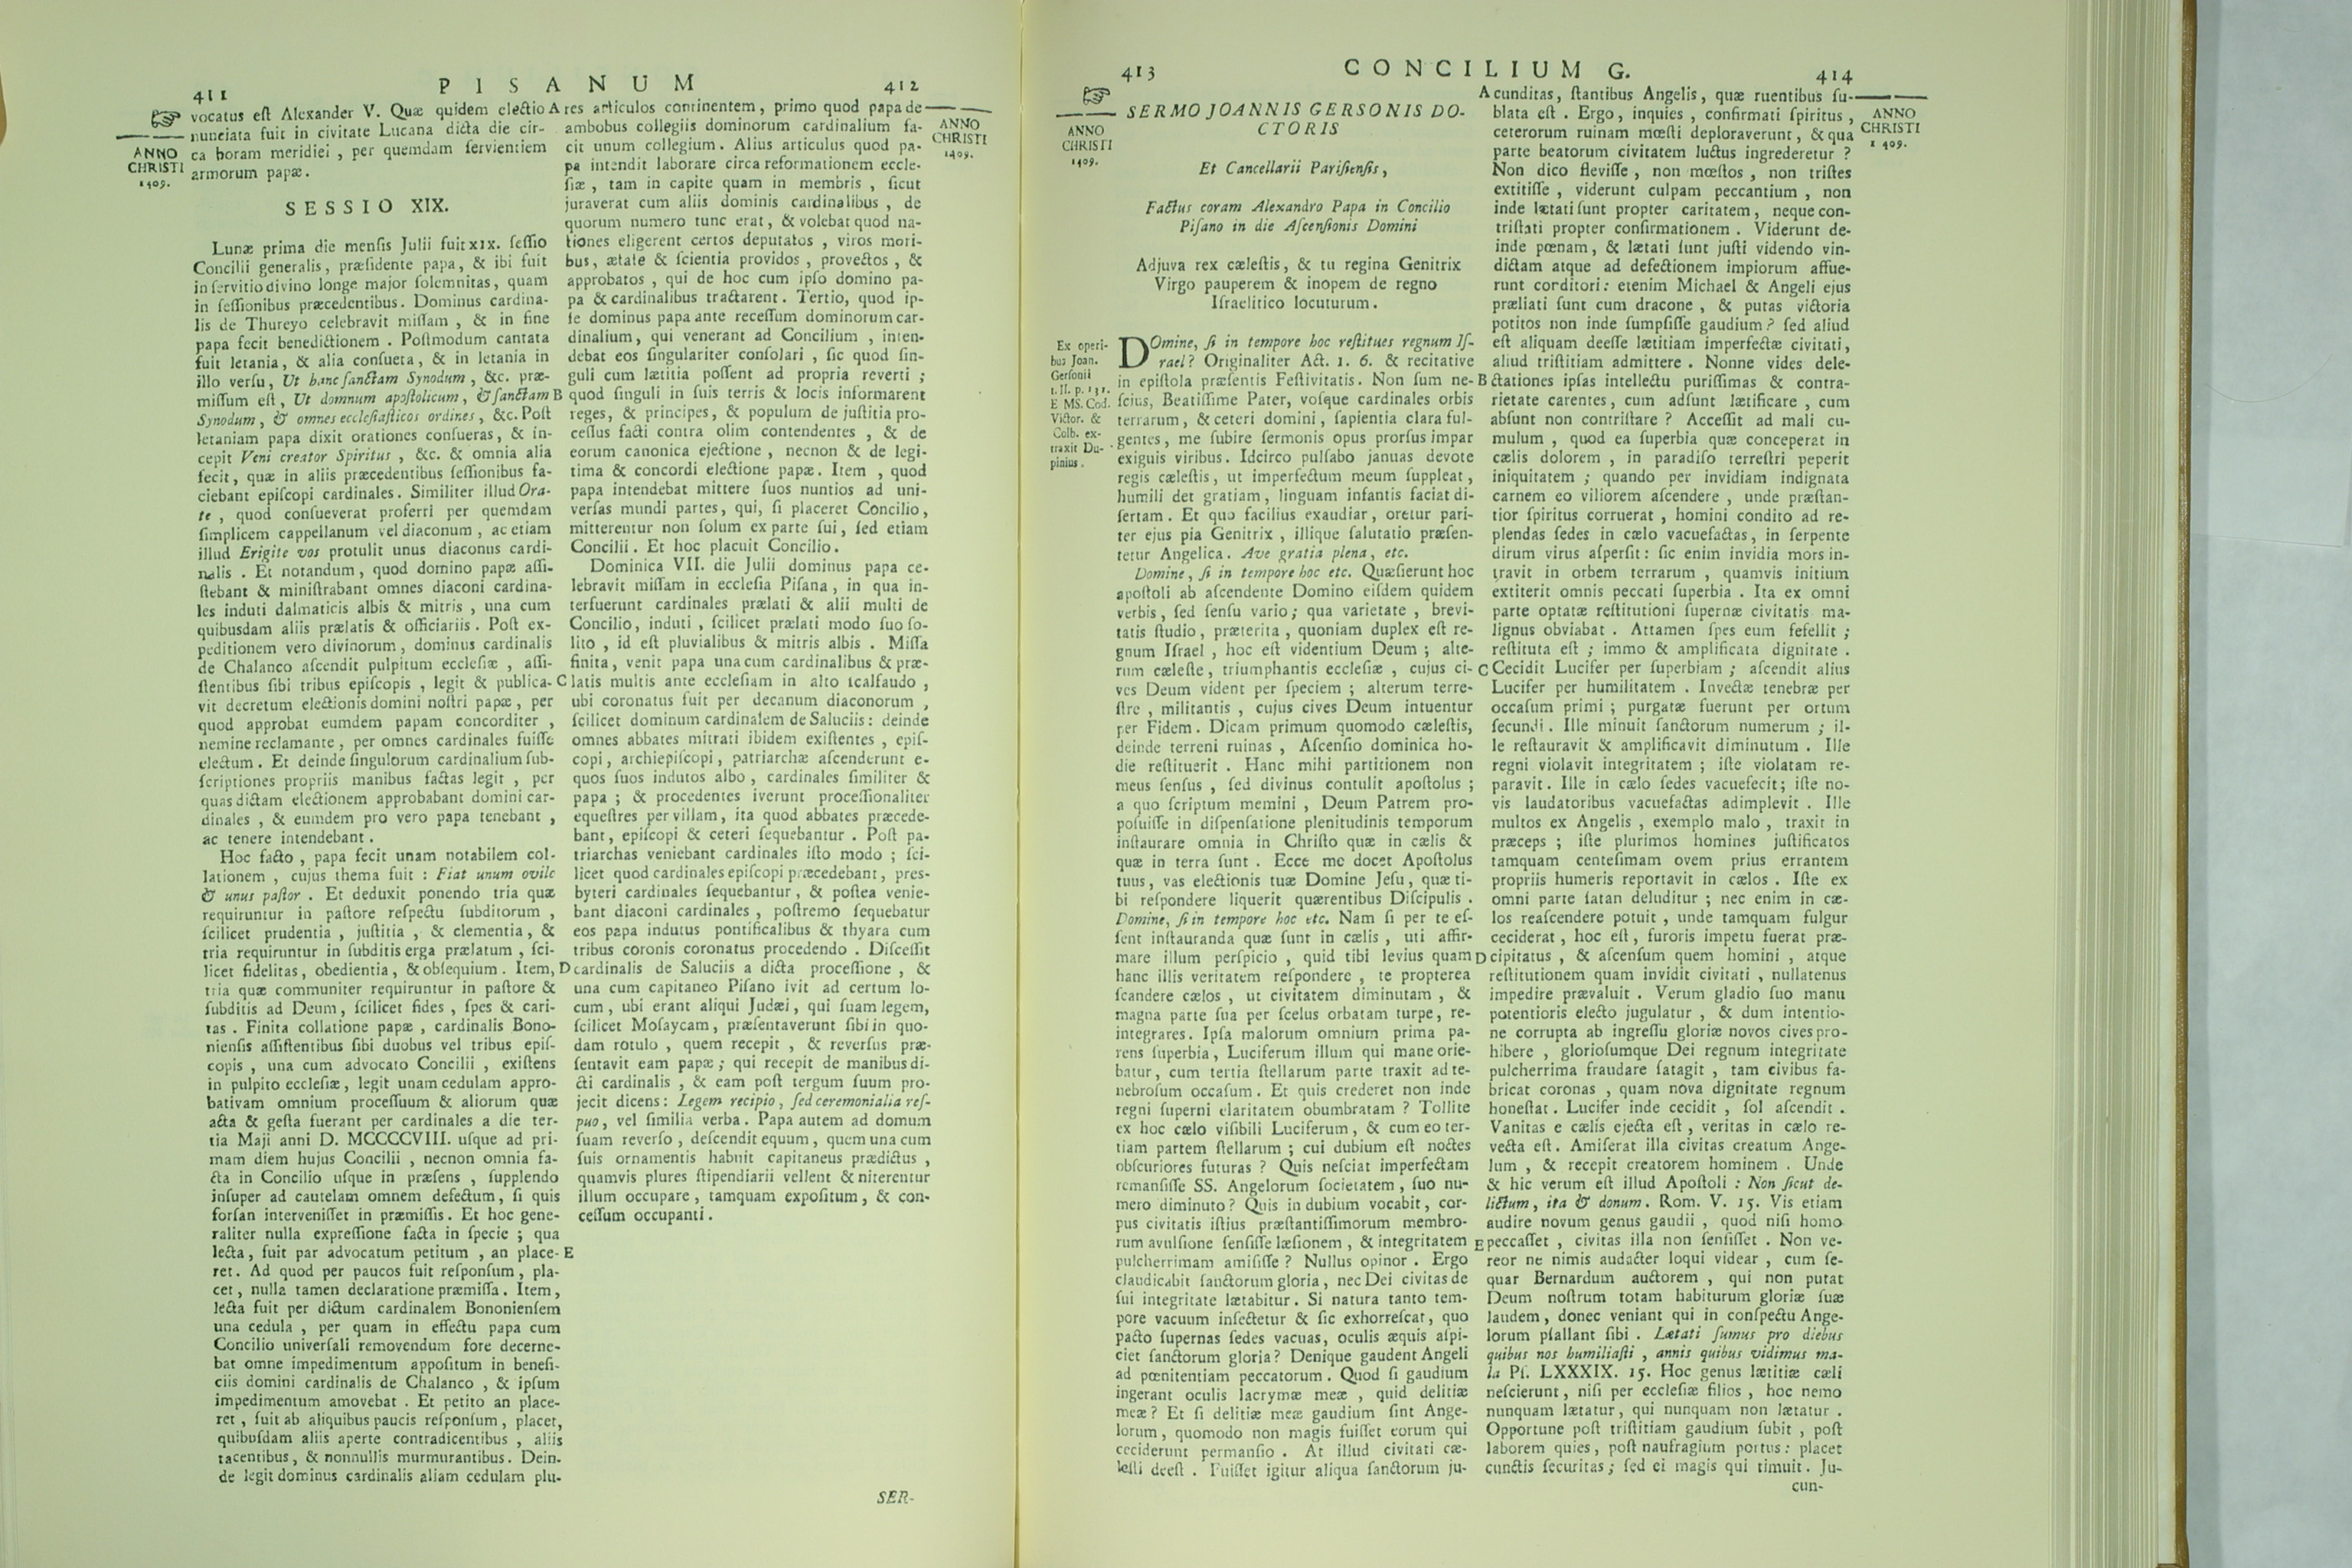 411 PISANUM 412
ANNO
CHRISTI
1409.
vocatus est Alexander V. Quæ quidem electio
nunciata fuit in civitate Lucana dicta die cir-
ca horam meridiei, per quemdam servientiem
armorum papæ.
SESSIO XIX.
Lunæ prima die mensis Julii fuit XIX. sessio
Concilii generalis, præsidente papa, & ibi fuit
in servitio divino longe major solemnitas, quam
in sessionibus præcedentibus. Dominus cardina-
lis de Thureyo celebravit missam, & in fine
papa fecit benedictionem. Postmodum cantata
fuit letania, & alia consueta, & in letania in
illo versu, Ut hanc sanctam Synodum, &c. præ-
missum est, Ut domnum apostolicum, & sanctam
Synodum, & omnes ecclesiasticos ordines, &c. Post
letaniam papa dixit orationes consueras, & in-
cepit Veni creator Spiritus, &c. & omnia alia
fecit, quæ in aliis præcedentibus sessionibus fa-
ciebant episcopi cardinales. Similiter illud Ora-
te, quod consueverat proferri per quemdam
simplicem cappellanum vel diaconum, ac etiam
illud Erigite vos protulit unus diaconus cardi-
nalis. Et notandum, quod domino papæ assi-
stebant & ministrabant omnes diaconi cardina-
les induti dalmaticis albis & mitris, una cum
quibusdam aliis prælatis & officiariis. Post ex-
peditionem vero divinorum, dominus cardinalis
de Chalanco ascendit pulpitum ecclesiæ, assi-
stentibus sibi tribus episcopis, legit & publica-
vit decretum electionis domini nostri papæ, per
quod approbat eumdem papam concorditer,
nemine reclamante, per omnes cardinales fuisse
electum. Et deinde singulorum cardinalium sub-
scriptiones propriis manibus factas legit, per
quas dictam electionem approbabant domini car-
dinales, & eumdem pro vero papa tenebant,
ac tenere intendebant.
Hoc facto, papa fecit unam notabilem col-
lationem, cujus thema fuit: Fiat unum ovile
& unus pastor. Et deduxit ponendo tria quæ
requiruntur in pastore respectu subditorum,
scilicet prudentia, justitia, & clementia, &
tria requiruntur in subditis erga prælatum, sci-
licet fidelitas, obedientia, & obsequium. Item,
tria quæ communiter requiruntur in pastore &
subditis ad Deum, scilicet fides, spes & cari-
tas. Finita collatione papæ, cardinalis Bono-
niensis assistentibus sibi duobus vel tribus epis-
copis, una cum advocato Concilii, existens
in pulpito ecclesiæ, legit unam cedulam appro-
bativam omnium processuum & aliorum quæ
acta & gesta fuerant per cardinales a die ter-
tia Maji anni D. MCCCCVIII. usque ad pri-
mam diem hujus Concilii, necnon omnia fa-
cta in Concilio usque in præsens, supplendo
insuper ad cautelam omnem defectum, si quis
forsan intervenisset in præmissis. Et hoc gene-
raliter nulla expressione facta in specie; qua
lecta, fuit par advocatum petitum, an place-
ret. Ad quod per paucos fuit responsum, pla-
cet, nulla tamen declaratione præmissa. Item,
lecta fuit per dictum cardinalem Bononiensem
una cedula, per quam in effectu papa cum
Concilio universali removendum fore decerne-
bat omne impedimentum appositum in benefi-
ciis domini cardinalis de Chalanco, & ipsum
impedimentum amovebat. Et petito an place-
ret, fuit ab aliquibus paucis responsum, placet,
quibusdam aliis aperte contradicentibus, aliis
tacentibus, & nonnullis murmurantibus. Dein-
de legit dominus cardinalis aliam cedulam plu-
A
B
C
D
E
res articulos continentem, primo quod papa de
ambobus collegiis dominorum cardinalium fa-
cit unum collegium. Alius articulus quod pa-
pa intendit laborare circa reformationem eccle-
siæ, tam in capite quam in membris, sicut
juraverat cum aliis dominis cardinalibus, de
quorum numero tunc erat, & volebat quod na-
tiones eligerent certos deputatos, viros mori-
bus, ætate & scientia providos, provectos, &
approbatos, qui de hoc cum ipso domino pa-
pa & cardinalibus tractarent. Tertio, quod ip-
se dominus papa ante recessum dominorum car-
dinalium, qui venerant ad Concilium, inten-
debat eos singulariter consolari, sic quod sin-
guli cum lætitia possent ad propria reverti;
quod singuli in suis terris & locis informarent
reges, & principes, & populum de justitia pro-
cessus facti contra olim contendentes, & de
eorum canonica ejectione, necnon & de legi-
tima & concordi electione papæ. Item, quod
papa intendebat mittere suos nuntios ad uni-
versas mundi partes, qui, si placeret Concilio,
mitterentur non solum ex parte sui, sed etiam
Concilii. Et hoc placuit Concilio.
Dominica VII. die Julii dominus papa ce-
lebravit missam in ecclesia Pisana, in qua in-
terfuerunt cardinales prælati & alii multi de
Concilio, induti, scilicet prælati modo suo so-
lito, id est pluvialibus & mitris albis. Missa
finita, venit papa una cum cardinalibus & præ-
latis multis ante ecclesiam in alto scalfaudo,
ubi coronatus fuit per decanum diaconorum,
scilicet dominum cardinalem de Saluciis: deinde
omnes abbates mitrati ibidem existentes, epis-
copi, archiepiscopi, patriarchæ ascenderunt e-
quos suos indutos albo, cardinales similiter &
papa; & procedentes iverunt processionaliter
equestres per villam, ita quod abbates præcede-
bant, episcopi & ceteri sequebantur. Post pa-
triarchas veniebant cardinales isto modo; sci-
licet quod cardinales episcopi præcedebant, pres-
byteri cardinales sequebantur, & postea venie-
bant diaconi cardinales, postremo sequebatur
eos papa indutus pontificalibus & thyara cum
tribus coronis coronatus procedendo. Discessit
cardinalis de Saluciis a dicta processione, &
una cum capitaneo Pisano ivit ad certum lo-
cum, ubi erant aliqui Judæi, qui suam legem,
scilicet Mosaycam, præsentaverunt sibi in quo-
dam rotulo, quem recepit, & reversus præ-
sentavit eam papæ; qui recepit de manibus di-
cti cardinalis, & eam post tergum suum pro-
jecit dicens: Legem recipio, sed ceremonialia res-
puo, vel similia verba. Papa autem ad domum
suam reverso, descendit equum, quem una cum
suis ornamentis habuit capitaneus prædictus,
quamvis plures stipendiarii vellent & niterentur
illum occupare, tamquam expositum, & con-
cessum occupanti.
ANNO
CHRISTI
1409.
SER-
413 CONCILIUM G. 414
ANNO
CHRISTI
1409.
SERMO JOANNIS GERSONIS DO-
CTORIS
Et Cancellarii Parisiensis,
Factus coram Alexandro Papa in Concilio
Pisano in die Ascensionis Domini
Adjuva rex cælestis, & tu regina Genitrix
Virgo pauperem & inopem de regno
Israelitico locuturum.
Ex operi-
bus Joan.
Gersonii
t. II. p. 131.
E MS. Cod.
Victor. &
Colb. ex-
traxit Du-
pinius.
DOmine, si in tempore hoc restitues regnum Is-
rael? Originaliter Act. 1. 6. & recitative
in epistola præsentis Festivitatis. Non sum ne-
scius, Beatissime Pater, vosque cardinales orbis
terrarum, & ceteri domini, sapientia clara ful-
gentes, me subire sermonis opus prorsus impar
exiguis viribus. Idcirco pulsabo januas devote
regis cælestis, ut imperfectum meum suppleat,
humili det gratiam, linguam infantis faciat di-
sertam. Et quo facilius exaudiar, oretur pari-
ter ejus pia Genitrix, illique salutatio præsen-
tetur Angelica. Ave gratia plena, etc.
Domine, si in tempore hoc etc. Quæsierunt hoc
apostoli ab ascendente Domino eisdem quidem
verbis, sed sensu vario; qua varietate, brevi-
tatis studio, præterita, quoniam duplex est re-
gnum Israel, hoc est videntium Deum; alte-
rum cæleste, triumphantis ecclesiæ, cujus ci-
ves Deum vident per speciem; alterum terre-
stre, militantis, cujus cives Deum intuentur
per Fidem. Dicam primum quomodo cælestis,
deinde terreni ruinas, Ascensio dominica ho-
die restituerit. Hanc mihi partitionem non
meus sensus, sed divinus contulit apostolus;
a quo scriptum memini, Deum Patrem pro-
posuisse in dispensatione plenitudinis temporum
instaurare omnia in Christo quæ in cælis &
quæ in terra sunt. Ecce me docet Apostolus
tuus, vas electionis tuæ Domine Jesu, quæ ti-
bi respondere liquerit quærentibus Discipulis.
Domine, si in tempore hoc etc. Nam si per te es-
sent instauranda quæ sunt in cælis, uti affir-
mare illum perspicio, quid tibi levius quam
hanc illis veritatem respondere, te propterea
scandere cælos, ut civitatem diminutam, &
magna parte sua per scelus orbatam turpe, re-
integrares. Ipsa malorum omnium prima pa-
rens superbia, Luciferum illum qui mane orie-
batur, cum tertia stellarum parte traxit ad te-
nebrosum occasum. Et quis crederet non inde
regni superni claritatem obumbratam? Tollite
ex hoc cælo visibili Luciferum, & cum eo ter-
tiam partem stellarum; cui dubium est noctes
obscuriores futuras? Quis nesciat imperfectam
remansisse SS. Angelorum societatem, suo nu-
mero diminuto? Quis in dubium vocabit, cor-
pus civitatis istius præstantissimorum membro-
rum avulsione sensisse læsionem, & integritatem
pulcherrimam amisisse? Nullus opinor. Ergo
claudicabit sanctorum gloria, nec Dei civitas de
sui integritate lætabitur. Si natura tanto tem-
pore vacuum insectetur & sic exhorrescat, quo
pacto supernas sedes vacuas, oculis æquis aspi-
ciet sanctorum gloria? Denique gaudent Angeli
ad pœnitentiam peccatorum. Quod si gaudium
ingerant oculis lacrymæ meæ, quid delitiæ
meæ? Et si delitiæ meæ gaudium sint Ange-
lorum, quomodo non magis fuisset eorum qui
ceciderunt permansio. At illud civitati cæ-
lesti deest. Fuisset igitur aliqua sanctorum ju-
A
B
C
D
E
cunditas, stantibus Angelis, quæ ruentibus su-
blata est. Ergo, inquies, confirmati spiritus,
ceterorum ruinam mœsti deploraverunt, & qua
parte beatorum civitatem luctus ingrederetur?
Non dico flevisse, non mœstos, non tristes
extitisse, viderunt culpam peccantium, non
inde lætati sunt propter caritatem, neque con-
tristati propter confirmationem. Viderunt de-
inde pœnam, & lætati sunt justi videndo vin-
dictam atque ad defectionem impiorum affue-
runt corditori: etenim Michael & Angeli ejus
præliati sunt cum dracone, & putas victoria
potitos non inde sumpsisse gaudium? sed aliud
est aliquam deesse lætitiam imperfectæ civitati,
aliud tristitiam admittere. Nonne vides dele-
ctationes ipsas intellectu purissimas & contra-
rietate carentes, cum adsunt lætificare, cum
absunt non contristare? Accessit ad mali cu-
mulum, quod ea superbia quæ conceperat in
cælis dolorem, in paradiso terrestri peperit
iniquitatem; quando per invidiam indignata
carnem eo viliorem ascendere, unde præstan-
tior spiritus corruerat, homini condito ad re-
plendas sedes in cælo vacuefactas, in serpente
dirum virus aspersit: sic enim invidia mors in-
travit in orbem terrarum, quamvis initium
extiterit omnis peccati superbia. Ita ex omni
parte optatæ restitutioni supernæ civitatis ma-
lignus obviabat. Attamen spes eum fefellit;
restituta est; immo & amplificata dignitate.
Cecidit Lucifer per superbiam; ascendit alius
Lucifer per humilitatem. Invectæ tenebræ per
occasum primi; purgatæ fuerunt per ortum
secundi. Ille minuit sanctorum numerum; il-
le restauravit & amplificavit diminutum. Ille
regni violavit integritatem; iste violatam re-
paravit. Ille in cælo sedes vacuefecit; iste no-
vis laudatoribus vacuefactas adimplevit. Ille
multos ex Angelis, exemplo malo, traxit in
præceps; iste plurimos homines justificatos
tamquam centesimam ovem prius errantem
propriis humeris reportavit in cælos. Iste ex
omni parte satan deluditur; nec enim in cæ-
los reascendere potuit, unde tamquam fulgur
ceciderat, hoc est, furoris impetu fuerat præ-
cipitatus, & ascensum quem homini, atque
restitutionem quam invidit civitati, nullatenus
impedire prævaluit. Verum gladio suo manu
potentioris electo jugulatur, & dum intentio-
ne corrupta ab ingressu gloriæ novos cives pro-
hibere, gloriosumque Dei regnum integritate
pulcherrima fraudare satagit, tam civibus fa-
bricat coronas, quam nova dignitate regnum
honestat. Lucifer inde cecidit, sol ascendit.
Vanitas e cælis ejecta est, veritas in cælo re-
vecta est. Amiserat illa civitas creatum Ange-
lum, & recepit creatorem hominem. Unde
& hic verum est illud Apostoli: Non sicut de-
lictum, ita & donum. Rom. V. 15. Vis etiam
audire novum genus gaudii, quod nisi homo
peccasset, civitas illa non sensisset. Non ve-
reor ne nimis audacter loqui videar, cum se-
quar Bernardum auctorem, qui non putat
Deum nostrum totam habiturum gloriæ suæ
laudem, donec veniant qui in conspectu Ange-
lorum psallant sibi. Lætati sumus pro diebus
quibus nos humiliasti, annis quibus vidimus ma-
la Ps. LXXXIX. 15. Hoc genus lætitiæ cæli
nescierunt, nisi per ecclesiæ filios, hoc nemo
nunquam lætatur, qui nunquam non lætatur.
Opportune post tristitiam gaudium subit, post
laborem quies, post naufragium portus: placet
cunctis securitas; sed ei magis qui timuit. Ju-
ANNO
CHRISTI
1409.
cun-